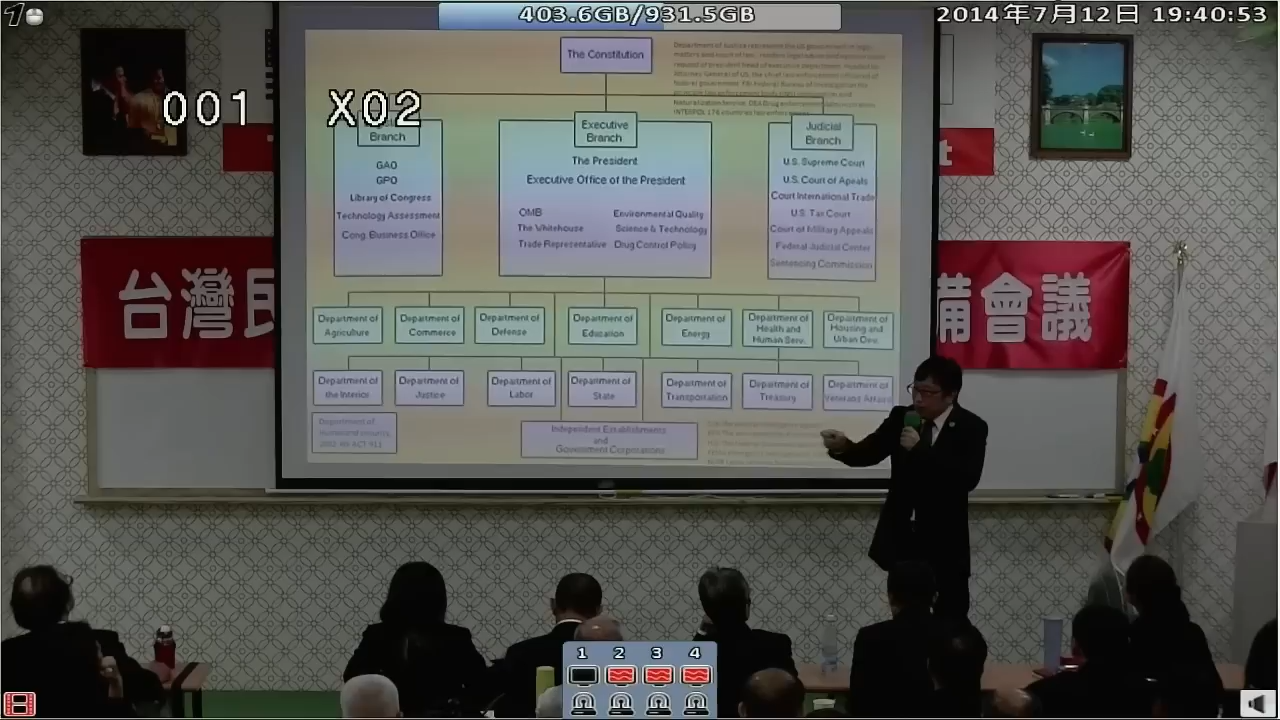 403.6GB/931.5GB
2014年7月12日 19:40:53
001 X02
The Constitution
Branch
GAO
GPO
Library of Congress
Technology Assessment
Cong. Business Office
Executive
Branch
The President
Executive Office of the President
OMB
The Whitehouse
Trade Representative
Environmental Quality
Science & Technology
Drug Control Policy
Judicial
Branch
U.S. Supreme Court
U.S. Court of Apeals
Court International Trade
U.S. Tax Court
Court of Military Appeals
Federal Judicial Center
Sentencing Commission
t
台灣民
備會議
Department of
Agriculture
Department of
Commerce
Department of
Defense
Department of
Education
Department of
Energy
Department of
Health and
Human Serv.
Department of
Housing and
Urban Dev.
Department of
the Interior
Department of
Justice
Department of
Labor
Department of
State
Department of
Transportation
Department of
Treasury
Department of
Veterans Affairs
Department of
Independent Establishments
and
Government Corporations
1 2 3 4